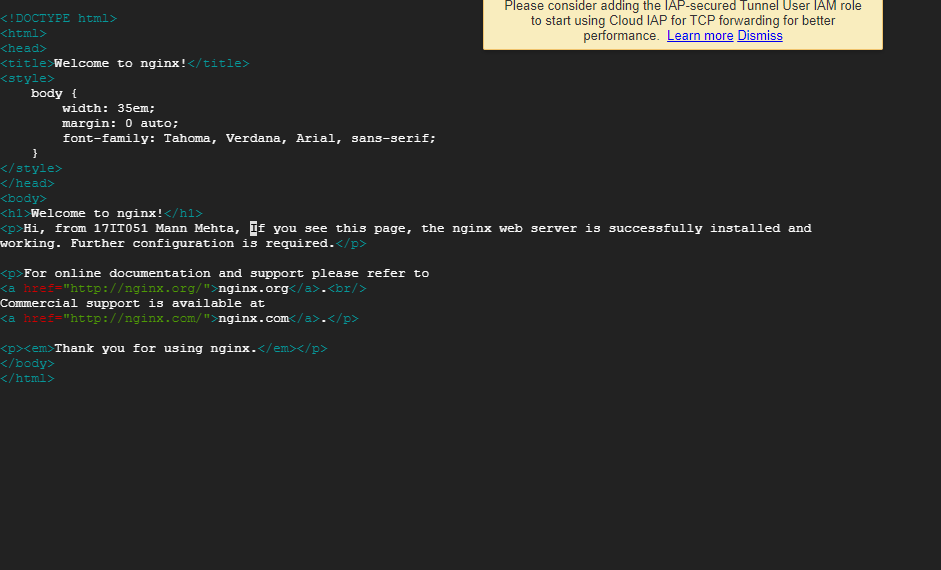 Please consider adding the IAP-secured Tunnel User IAM role
to start using Cloud IAP for TCP forwarding for better
performance. Learn more Dismiss
<!DOCTYPE html>
<html>
<head>
<title>Welcome to nginx!</title>
<style>
    body {
        width: 35em;
        margin: 0 auto;
        font-family: Tahoma, Verdana, Arial, sans-serif;
    }
</style>
</head>
<body>
<h1>Welcome to nginx!</h1>
<p>Hi, from 17IT051 Mann Mehta, If you see this page, the nginx web server is successfully installed and
working. Further configuration is required.</p>

<p>For online documentation and support please refer to
<a href="http://nginx.org/">nginx.org</a>.<br/>
Commercial support is available at
<a href="http://nginx.com/">nginx.com</a>.</p>

<p><em>Thank you for using nginx.</em></p>
</body>
</html>